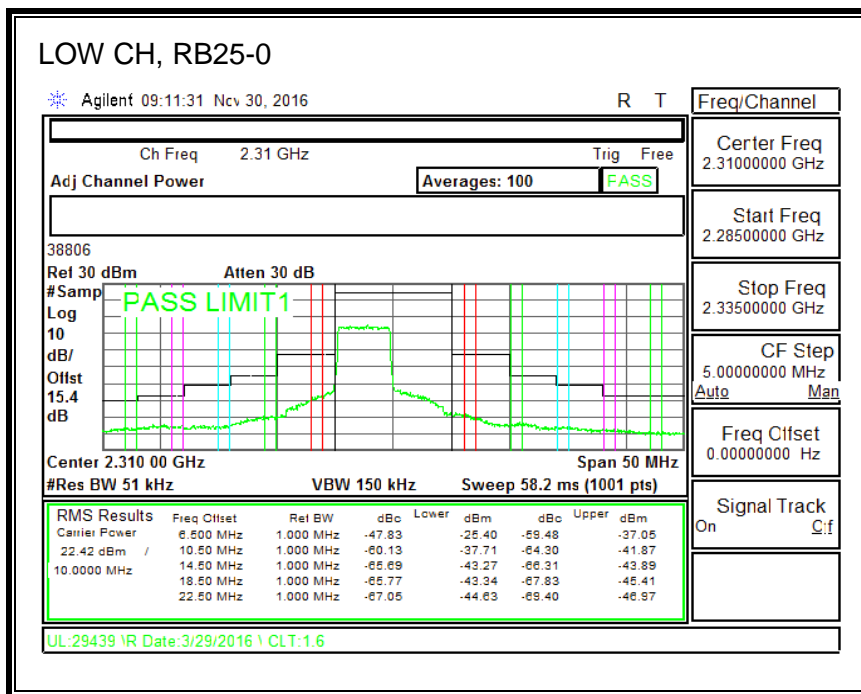 LOW CH, RB25-0
Agilent 09:11:31 Nov 30, 2016 R T
Freq/Channel
Ch Freq 2.31 GHz Trig Free
Adj Channel Power Averages: 100 PASS
Center Freq
2.31000000 GHz
Start Freq
2.28500000 GHz
Stop Freq
2.33500000 GHz
CF Step
5.00000000 MHz
Auto Man
Freq Offset
0.00000000 Hz
Signal Track
On Off
38806
Ref 30 dBm Atten 30 dB
#Samp
Log
10
dB/
Offst
15.4
dB
PASS LIMIT1
Center 2.310 00 GHz Span 50 MHz
#Res BW 51 kHz VBW 150 kHz Sweep 58.2 ms (1001 pts)
RMS Results Freq Offset Ref BW dBc Lower dBm dBc Upper dBm
Carrier Power 6.500 MHz 1.000 MHz -47.83 -25.40 -59.48 -37.05
22.42 dBm / 10.50 MHz 1.000 MHz -60.13 -37.71 -64.30 -41.87
10.0000 MHz 14.50 MHz 1.000 MHz -65.69 -43.27 -66.31 -43.89
18.50 MHz 1.000 MHz -65.77 -43.34 -67.83 -45.41
22.50 MHz 1.000 MHz -67.05 -44.63 -69.40 -46.97
UL:29439 \R Date:3/29/2016 \ CLT:1.6